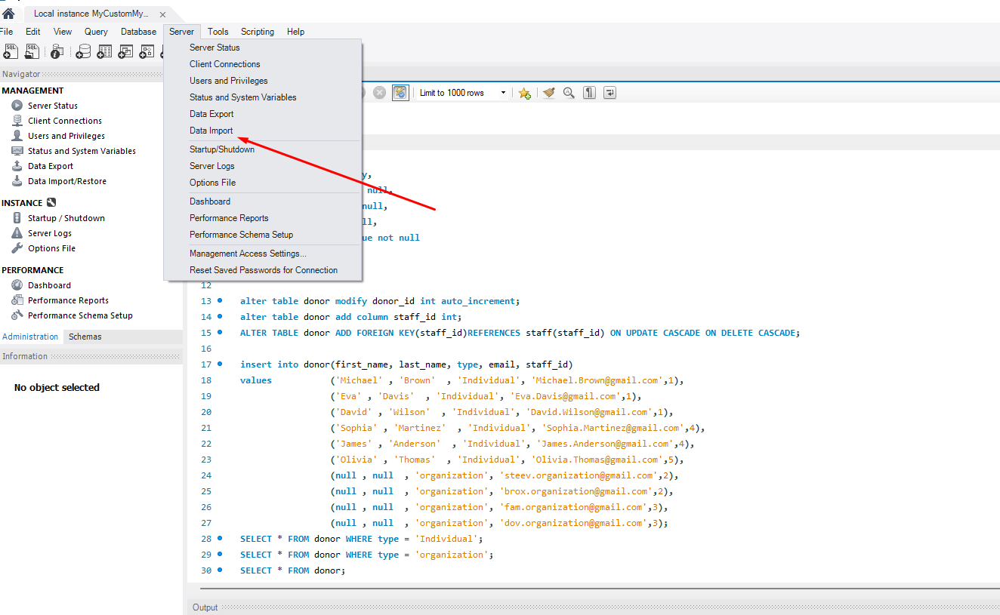 Local instance MyCustomMy...
File Edit View Query Database Server Tools Scripting Help
Navigator
MANAGEMENT
Server Status
Client Connections
Users and Privileges
Status and System Variables
Data Export
Data Import/Restore
INSTANCE
Startup / Shutdown
Server Logs
Options File
PERFORMANCE
Dashboard
Performance Reports
Performance Schema Setup
Administration Schemas
Information
No object selected
Server Status
Client Connections
Users and Privileges
Status and System Variables
Data Export
Data Import
Startup/Shutdown
Server Logs
Options File
Dashboard
Performance Reports
Performance Schema Setup
Management Access Settings...
Reset Saved Passwords for Connection
Limit to 1000 rows
y,
null,
null,
ll,
ue not null
12
13 alter table donor modify donor_id int auto_increment;
14 alter table donor add column staff_id int;
15 ALTER TABLE donor ADD FOREIGN KEY(staff_id)REFERENCES staff(staff_id) ON UPDATE CASCADE ON DELETE CASCADE;
16
17 insert into donor(first_name, last_name, type, email, staff_id)
18 values ('Michael' , 'Brown' , 'Individual', 'Michael.Brown@gmail.com',1),
19 ('Eva' , 'Davis' , 'Individual', 'Eva.Davis@gmail.com',1),
20 ('David' , 'Wilson' , 'Individual', 'David.Wilson@gmail.com',1),
21 ('Sophia' , 'Martinez' , 'Individual', 'Sophia.Martinez@gmail.com',4),
22 ('James' , 'Anderson' , 'Individual', 'James.Anderson@gmail.com',4),
23 ('Olivia' , 'Thomas' , 'Individual', 'Olivia.Thomas@gmail.com',5),
24 (null , null , 'organization', 'steev.organization@gmail.com',2),
25 (null , null , 'organization', 'brox.organization@gmail.com',2),
26 (null , null , 'organization', 'fam.organization@gmail.com',3),
27 (null , null , 'organization', 'dov.organization@gmail.com',3);
28 SELECT * FROM donor WHERE type = 'Individual';
29 SELECT * FROM donor WHERE type = 'organization';
30 SELECT * FROM donor;
Output